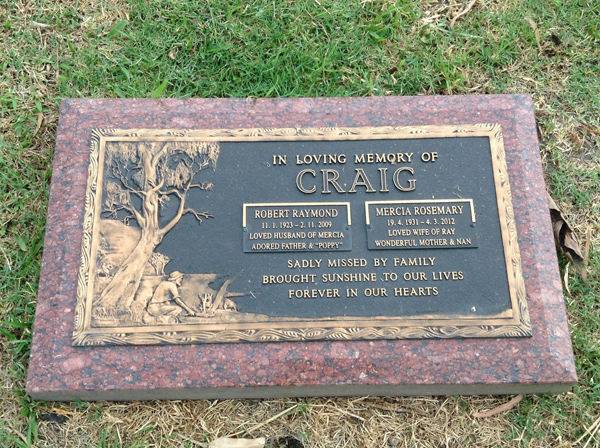 IN LOVING MEMORY OF
CRAIG
ROBERT RAYMOND
11. 1. 1923 - 2. 11. 2009
LOVED HUSBAND OF MERCIA
ADORED FATHER & "POPPY"
MERCIA ROSEMARY
19. 4. 1931 - 4. 3. 2012
LOVED WIFE OF RAY
WONDERFUL MOTHER & NAN
SADLY MISSED BY FAMILY
BROUGHT SUNSHINE TO OUR LIVES
FOREVER IN OUR HEARTS